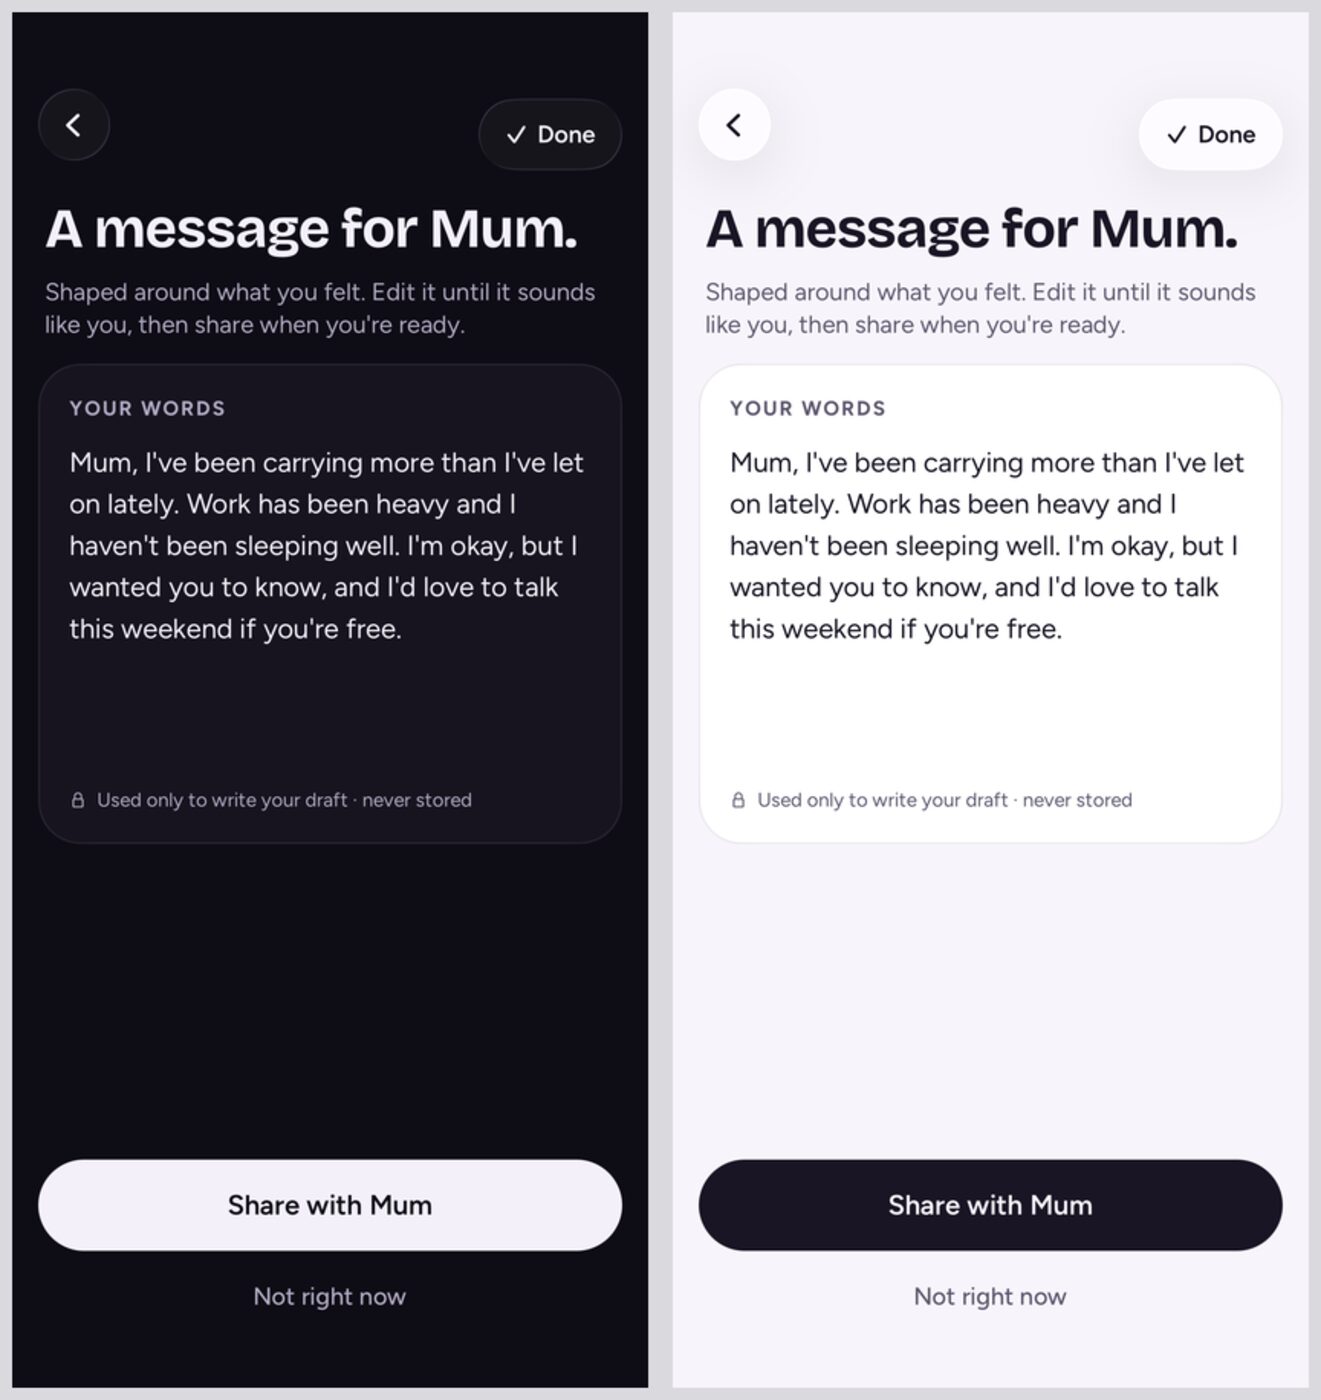 Done
A message for Mum.
Shaped around what you felt. Edit it until it sounds
like you, then share when you're ready.
YOUR WORDS
Mum, I've been carrying more than I've let
on lately. Work has been heavy and I
haven't been sleeping well. I'm okay, but I
wanted you to know, and I'd love to talk
this weekend if you're free.
Used only to write your draft · never stored
Share with Mum
Not right now
Done
A message for Mum.
Shaped around what you felt. Edit it until it sounds
like you, then share when you're ready.
YOUR WORDS
Mum, I've been carrying more than I've let
on lately. Work has been heavy and I
haven't been sleeping well. I'm okay, but I
wanted you to know, and I'd love to talk
this weekend if you're free.
Used only to write your draft · never stored
Share with Mum
Not right now